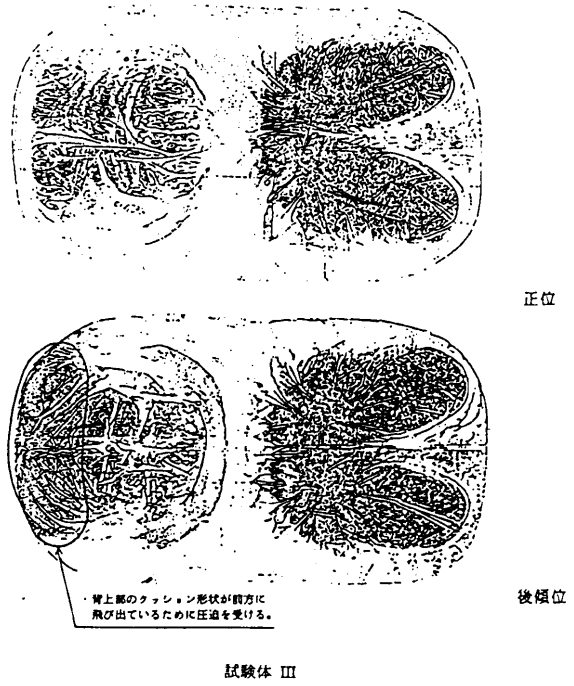 正位
後傾位
・背上部のクッション形状が前方に
飛び出ているために圧迫を受ける。
試験体 III